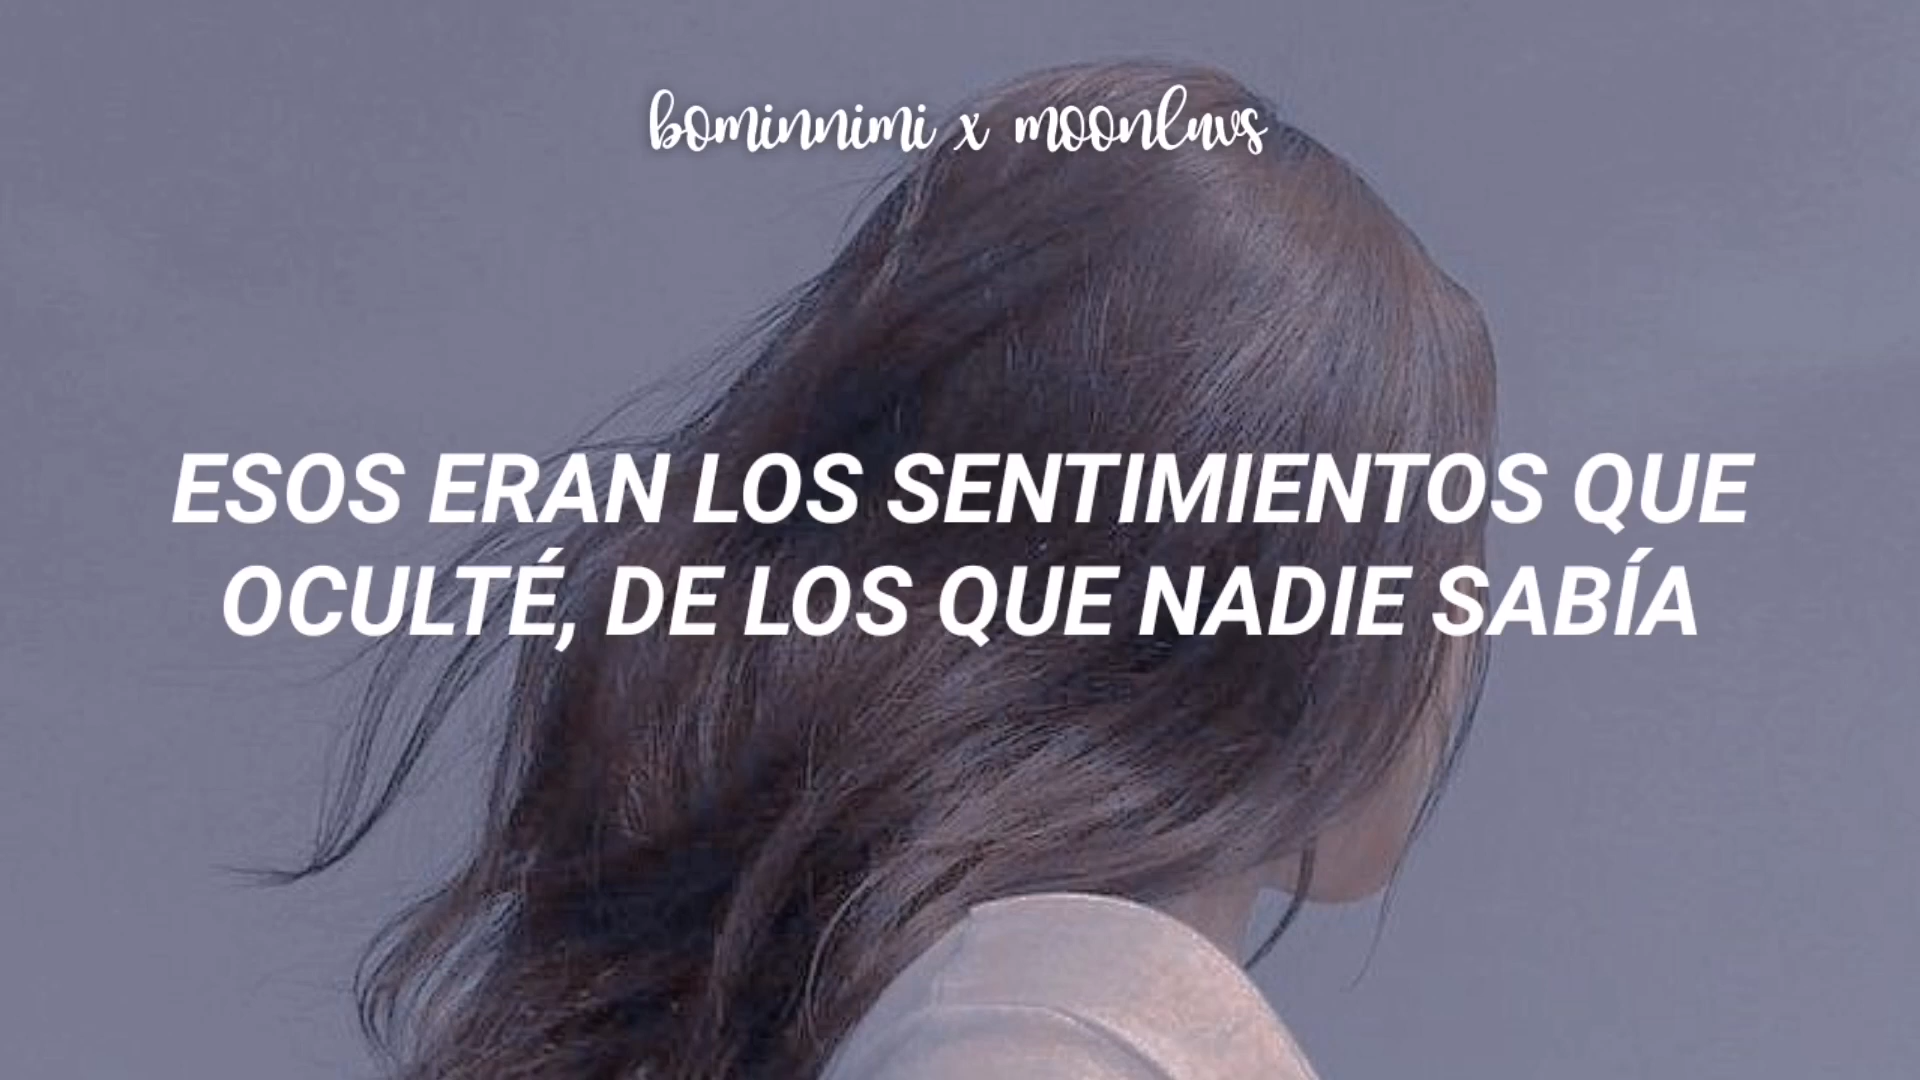 bominnimi x moonluvs
ESOS ERAN LOS SENTIMIENTOS QUE
OCULTÉ, DE LOS QUE NADIE SABÍA